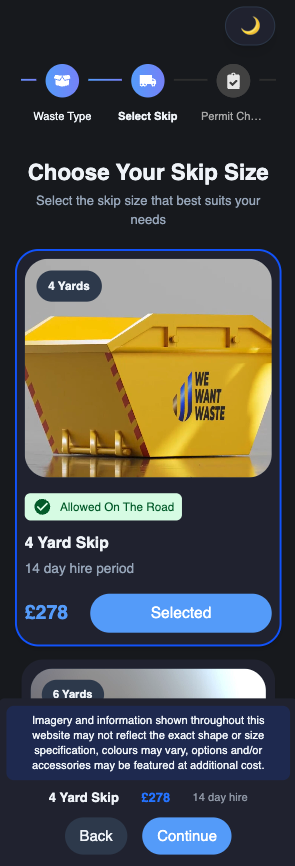 Waste Type
Select Skip
Permit Ch...
Choose Your Skip Size
Select the skip size that best suits your
needs
4 Yards
WE
WANT
WASTE
Allowed On The Road
4 Yard Skip
14 day hire period
£278
Selected
6 Yards
Imagery and information shown throughout this
website may not reflect the exact shape or size
specification, colours may vary, options and/or
accessories may be featured at additional cost.
4 Yard Skip £278 14 day hire
Back
Continue